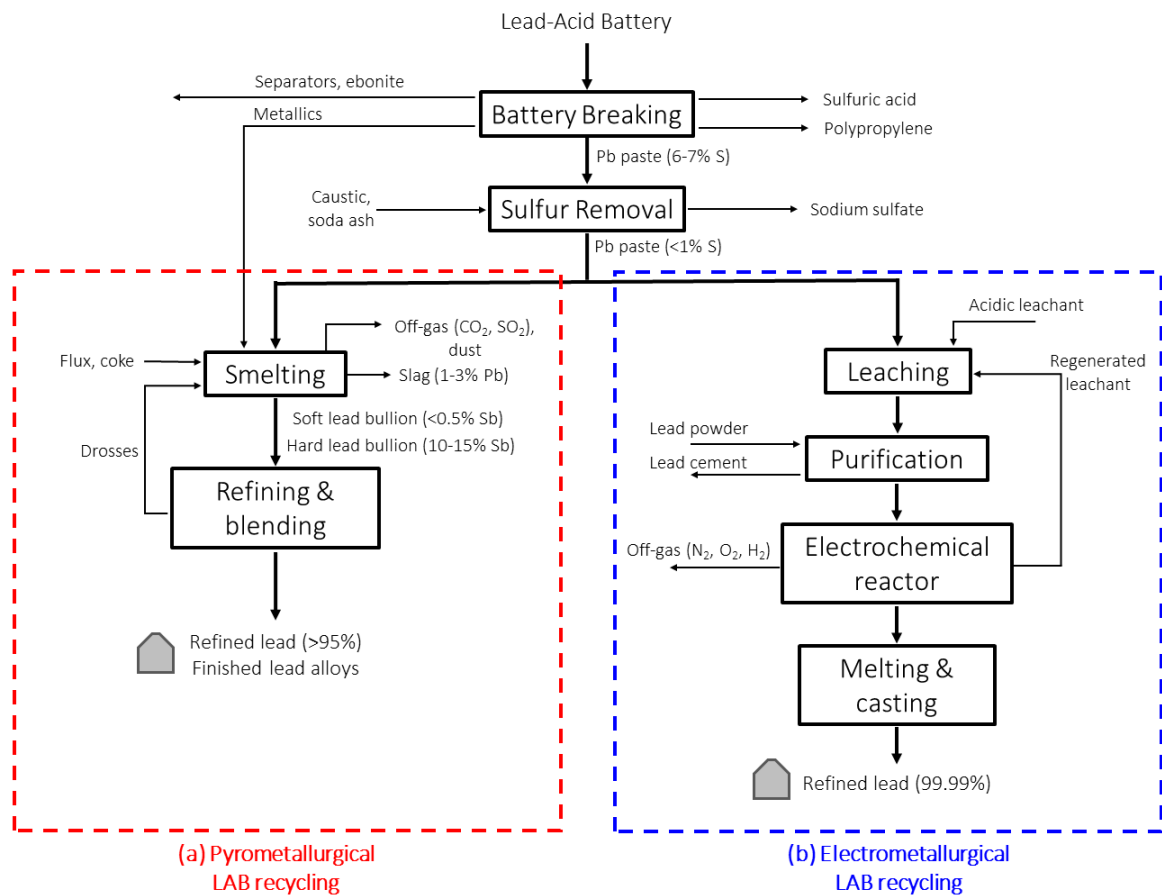 Lead-Acid Battery
Separators, ebonite
Metallics
Battery Breaking
Sulfuric acid
Polypropylene
Pb paste (6-7% S)
Caustic,
soda ash
Sulfur Removal
Sodium sulfate
Pb paste (<1% S)
Flux, coke
Smelting
Off-gas (CO₂, SO₂),
dust
Slag (1-3% Pb)
Soft lead bullion (<0.5% Sb)
Hard lead bullion (10-15% Sb)
Drosses
Refining &
blending
Refined lead (>95%)
Finished lead alloys
(a) Pyrometallurgical
LAB recycling
Acidic leachant
Regenerated
leachant
Leaching
Lead powder
Lead cement
Purification
Off-gas (N₂, O₂, H₂)
Electrochemical
reactor
Melting &
casting
Refined lead (99.99%)
(b) Electrometallurgical
LAB recycling